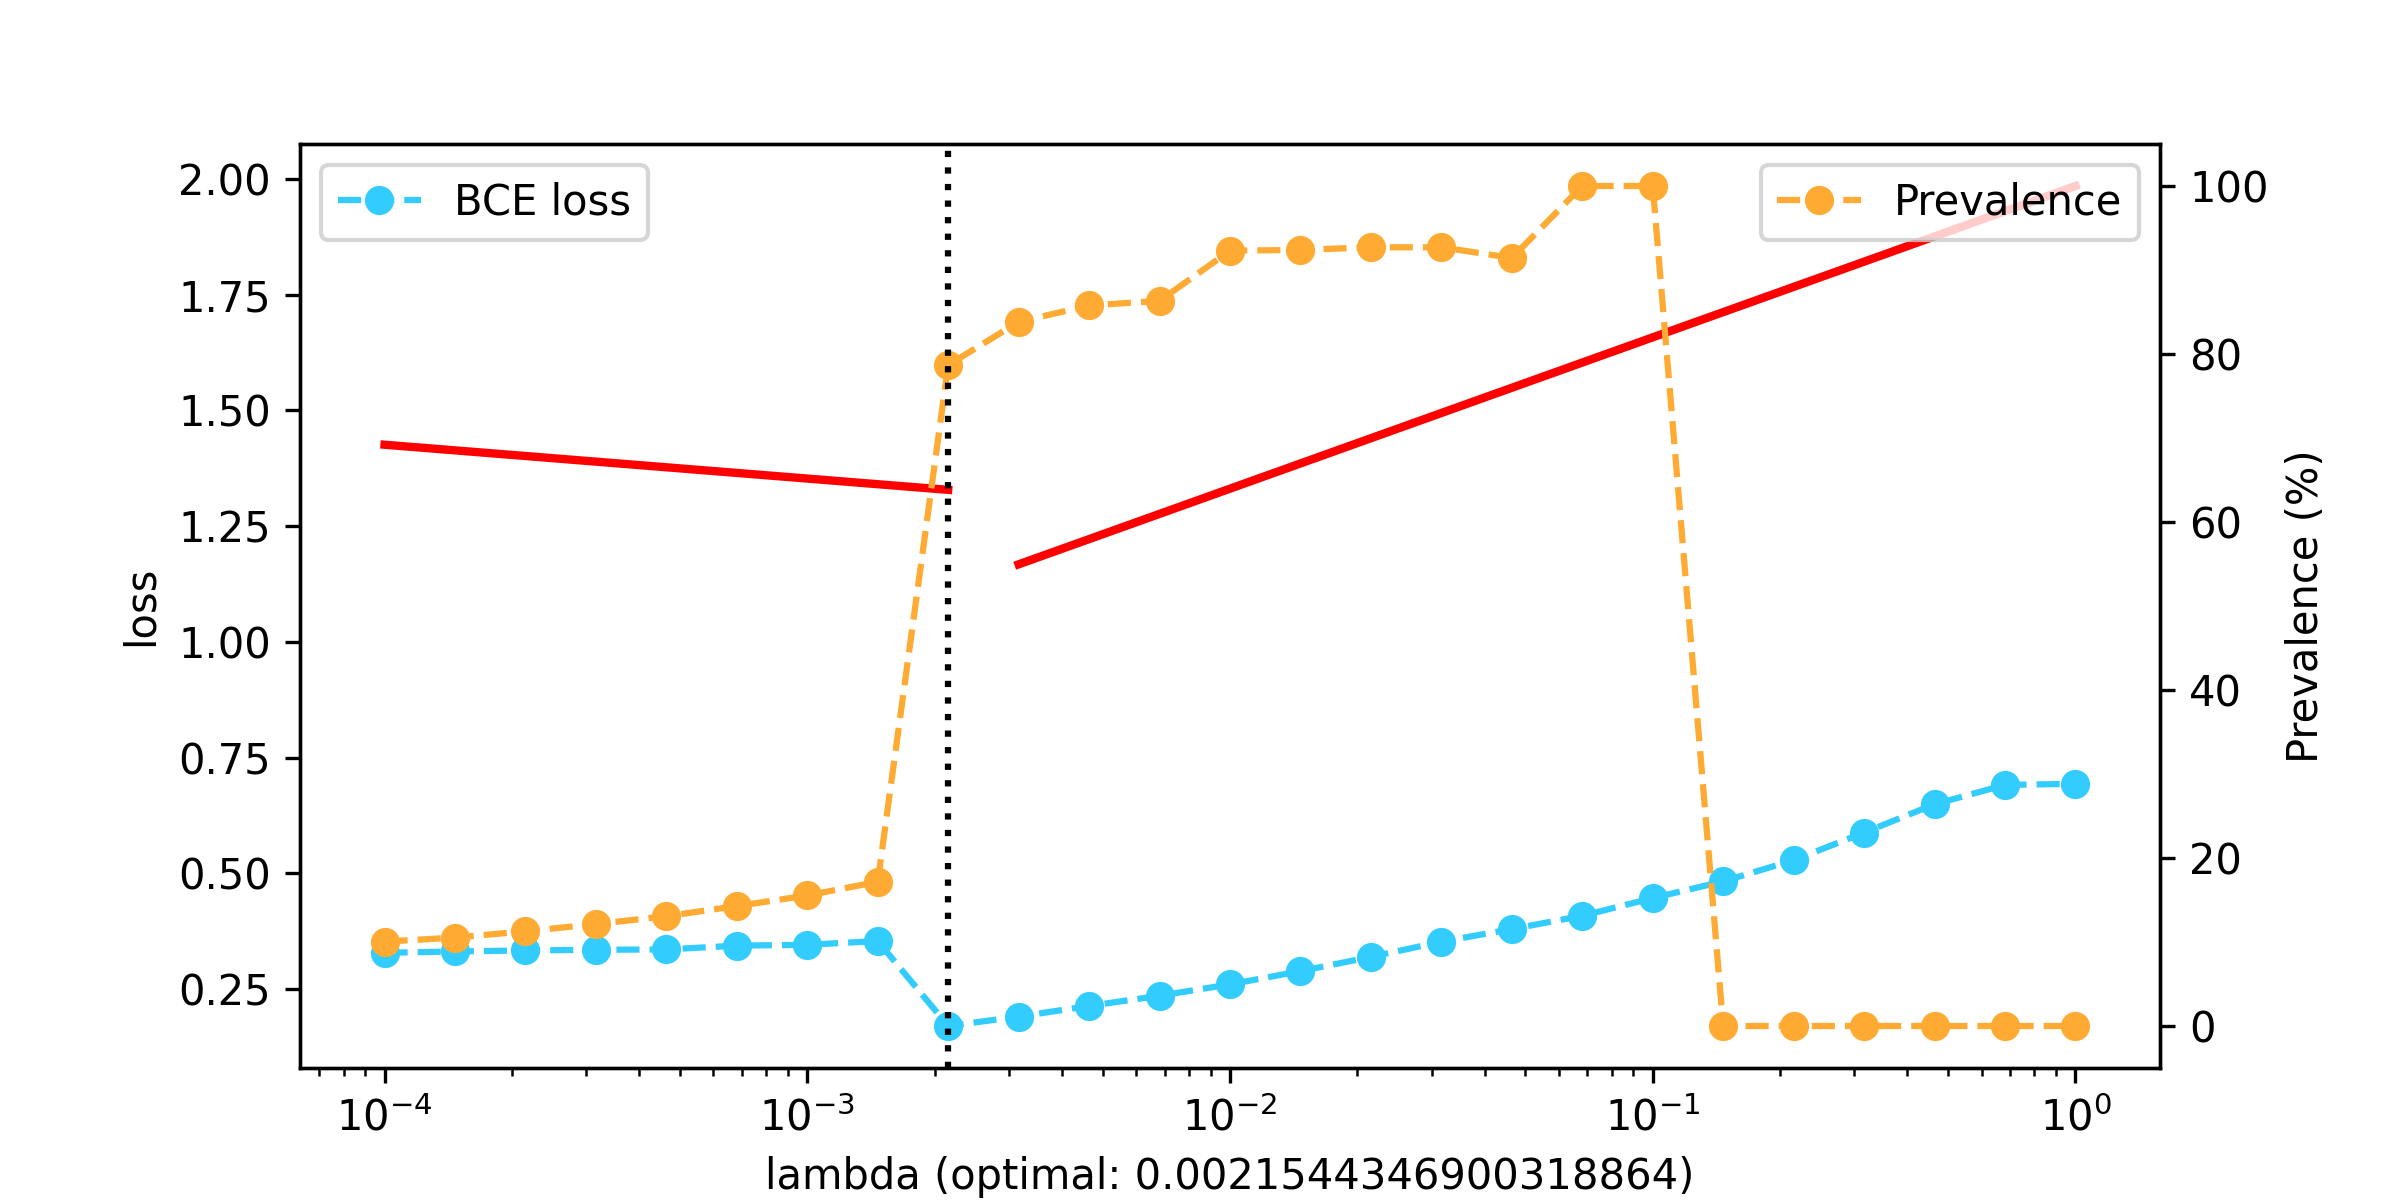 BCE loss
Prevalence
2.00
1.75
1.50
1.25
1.00
0.75
0.50
0.25
loss
100
80
60
40
20
0
Prevalence (%)
10⁻⁴ 10⁻³ 10⁻² 10⁻¹ 10⁰
lambda (optimal: 0.0021544346900318864)